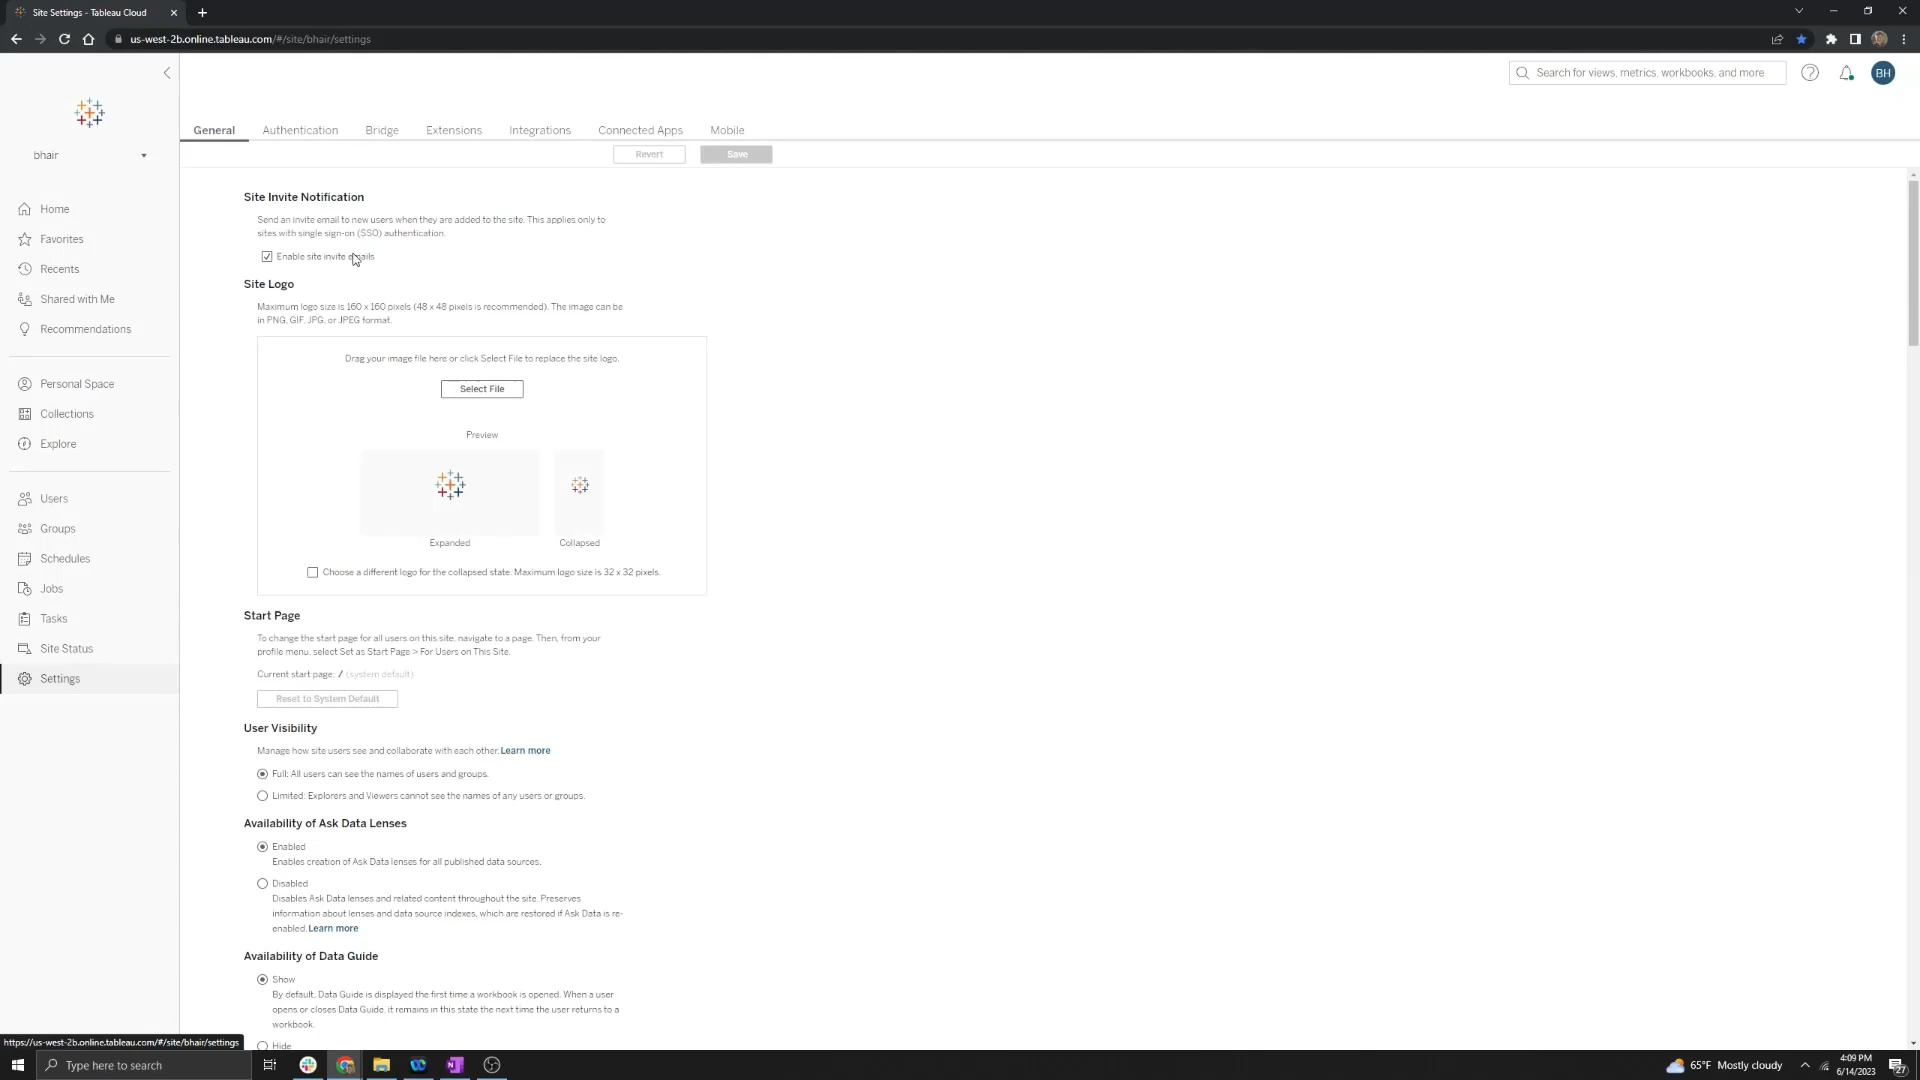 Site Settings - Tableau Cloud
us-west-2b.online.tableau.com/#/site/bhair/settings
Search for views, metrics, workbooks, and more
BH
bhair
Home
Favorites
Recents
Shared with Me
Recommendations
Personal Space
Collections
Explore
Users
Groups
Schedules
Jobs
Tasks
Site Status
Settings
General Authentication Bridge Extensions Integrations Connected Apps Mobile
Revert Save
Site Invite Notification
Send an invite email to new users when they are added to the site. This applies only to
sites with single sign-on (SSO) authentication.
Enable site invite emails
Site Logo
Maximum logo size is 160 x 160 pixels (48 x 48 pixels is recommended). The image can be
in PNG, GIF, JPG, or JPEG format.
Drag your image file here or click Select File to replace the site logo.
Select File
Preview
Expanded Collapsed
Choose a different logo for the collapsed state. Maximum logo size is 32 x 32 pixels.
Start Page
To change the start page for all users on this site, navigate to a page. Then, from your
profile menu, select Set as Start Page > For Users on This Site.
Current start page: / (system default)
Reset to System Default
User Visibility
Manage how site users see and collaborate with each other. Learn more
Full: All users can see the names of users and groups.
Limited: Explorers and Viewers cannot see the names of any users or groups.
Availability of Ask Data Lenses
Enabled
Enables creation of Ask Data lenses for all published data sources.
Disabled
Disables Ask Data lenses and related content throughout the site. Preserves
information about lenses and data source indexes, which are restored if Ask Data is re-
enabled. Learn more
Availability of Data Guide
Show
By default, Data Guide is displayed the first time a workbook is opened. When a user
opens or closes Data Guide, it remains in this state the next time the user returns to a
workbook.
Hide
https://us-west-2b.online.tableau.com/#/site/bhair/settings
Type here to search
65°F Mostly cloudy
4:09 PM
6/14/2023
27